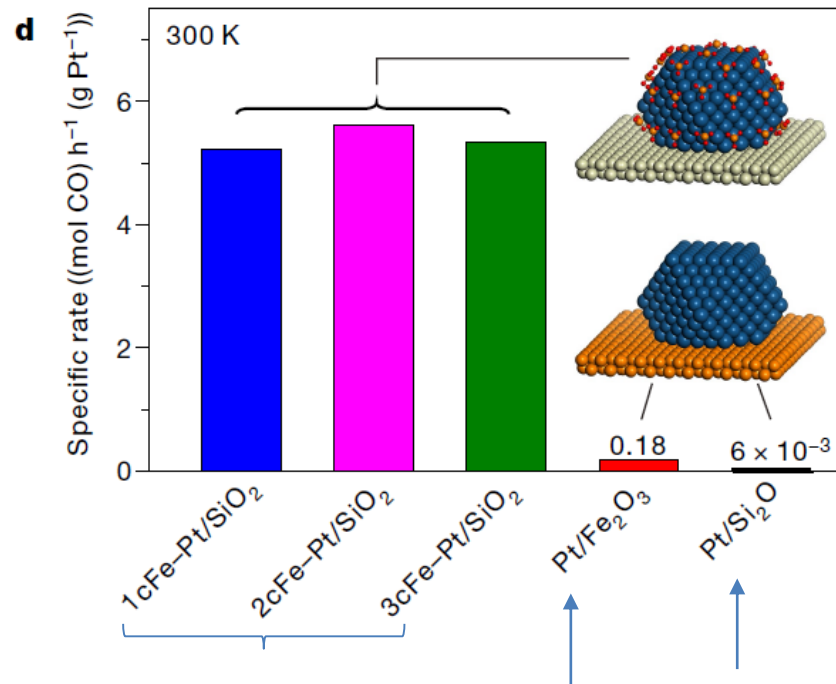 d
300 K
Specific rate ((mol CO) h⁻¹ (g Pt⁻¹))
6
4
2
0
0.18
6 × 10⁻³
1cFe–Pt/SiO₂
2cFe–Pt/SiO₂
3cFe–Pt/SiO₂
Pt/Fe₂O₃
Pt/Si₂O